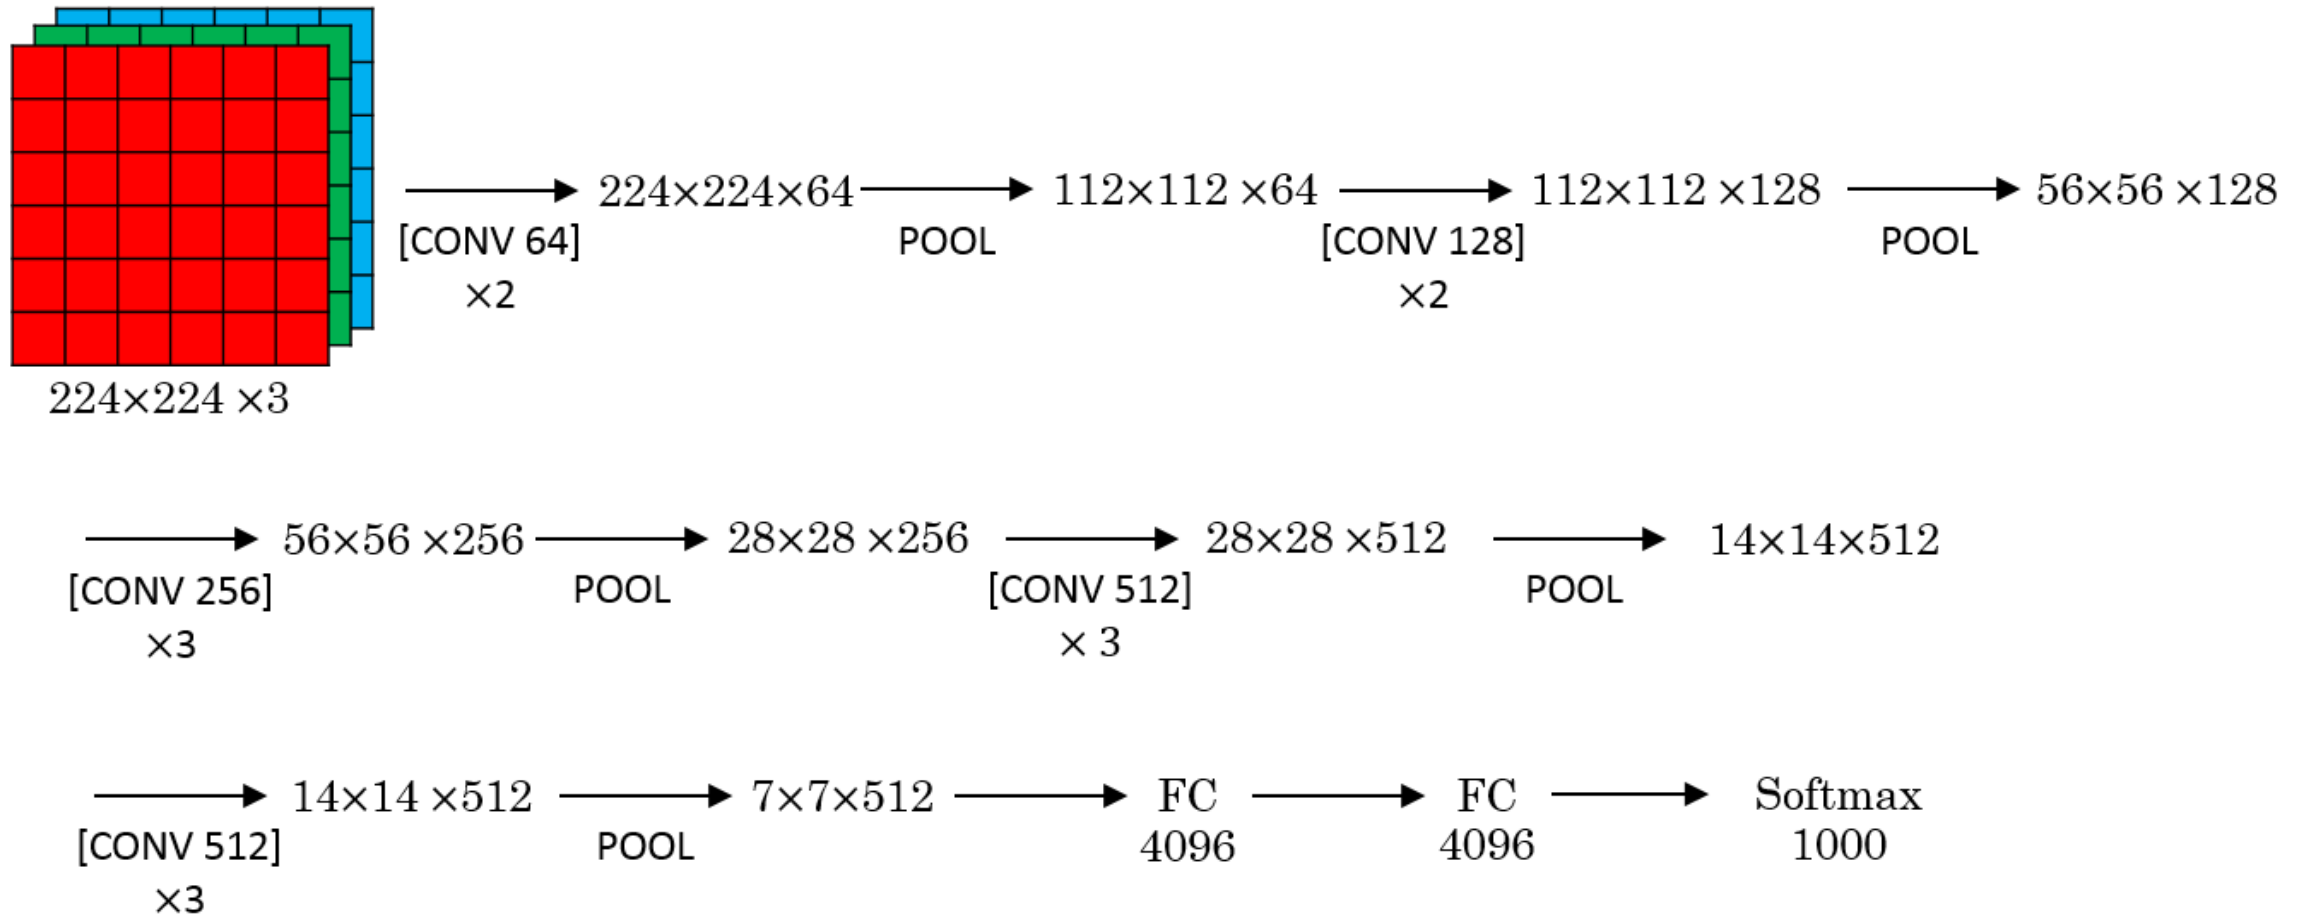 224×224×64 112×112 ×64 112×112 ×128 56×56 ×128
[CONV 64] POOL [CONV 128] POOL
×2 ×2
224×224 ×3
56×56 ×256 28×28 ×256 28×28 ×512 14×14×512
[CONV 256] POOL [CONV 512] POOL
×3 × 3
14×14 ×512 7×7×512 FC FC Softmax
[CONV 512] POOL 4096 4096 1000
×3